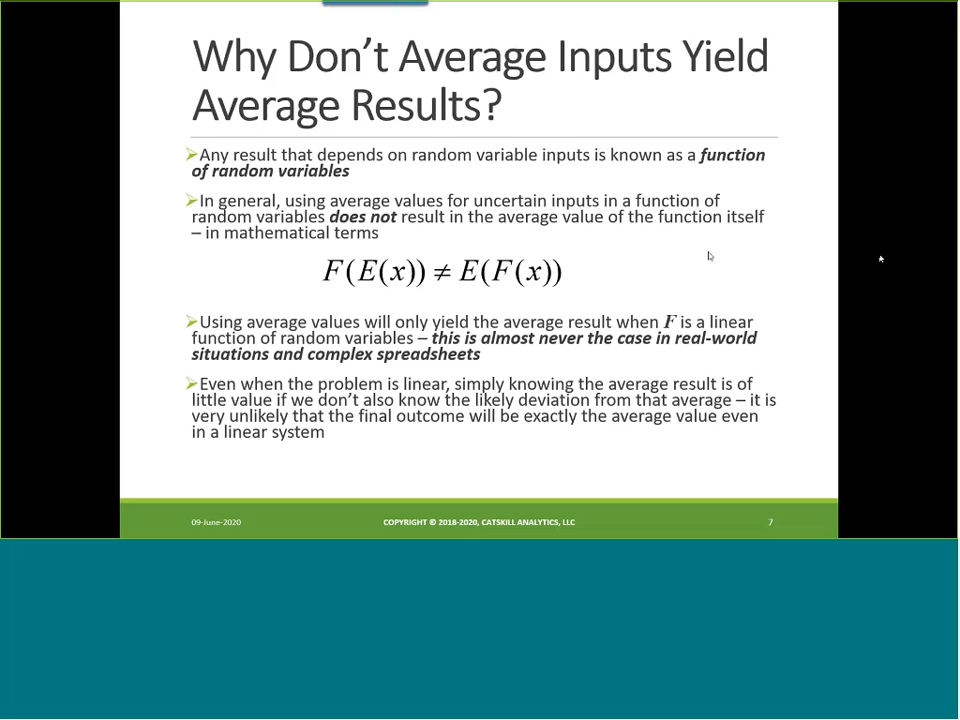 Why Don't Average Inputs Yield
Average Results?
➢Any result that depends on random variable inputs is known as a function
of random variables
➢In general, using average values for uncertain inputs in a function of
random variables does not result in the average value of the function itself
– in mathematical terms
F(E(x)) ≠ E(F(x))
➢Using average values will only yield the average result when F is a linear
function of random variables – this is almost never the case in real-world
situations and complex spreadsheets
➢Even when the problem is linear, simply knowing the average result is of
little value if we don't also know the likely deviation from that average – it is
very unlikely that the final outcome will be exactly the average value even
in a linear system
09-June-2020
COPYRIGHT © 2018-2020, CATSKILL ANALYTICS, LLC
7